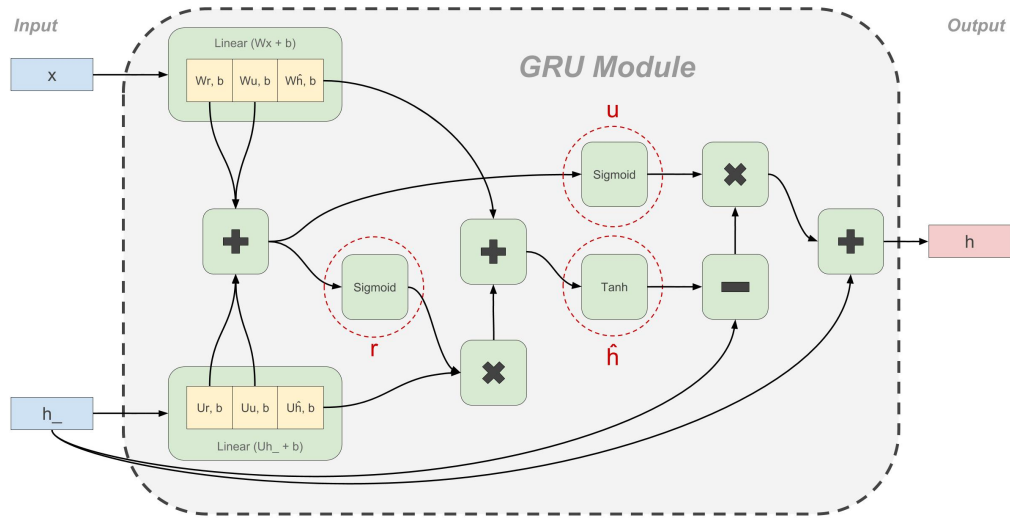 Input
Output
Linear (Wx + b)
GRU Module
x
Wr, b
Wu, b
Wĥ, b
u
Sigmoid
h
Sigmoid
Tanh
r
ĥ
h_
Ur, b
Uu, b
Uĥ, b
Linear (Uh_ + b)